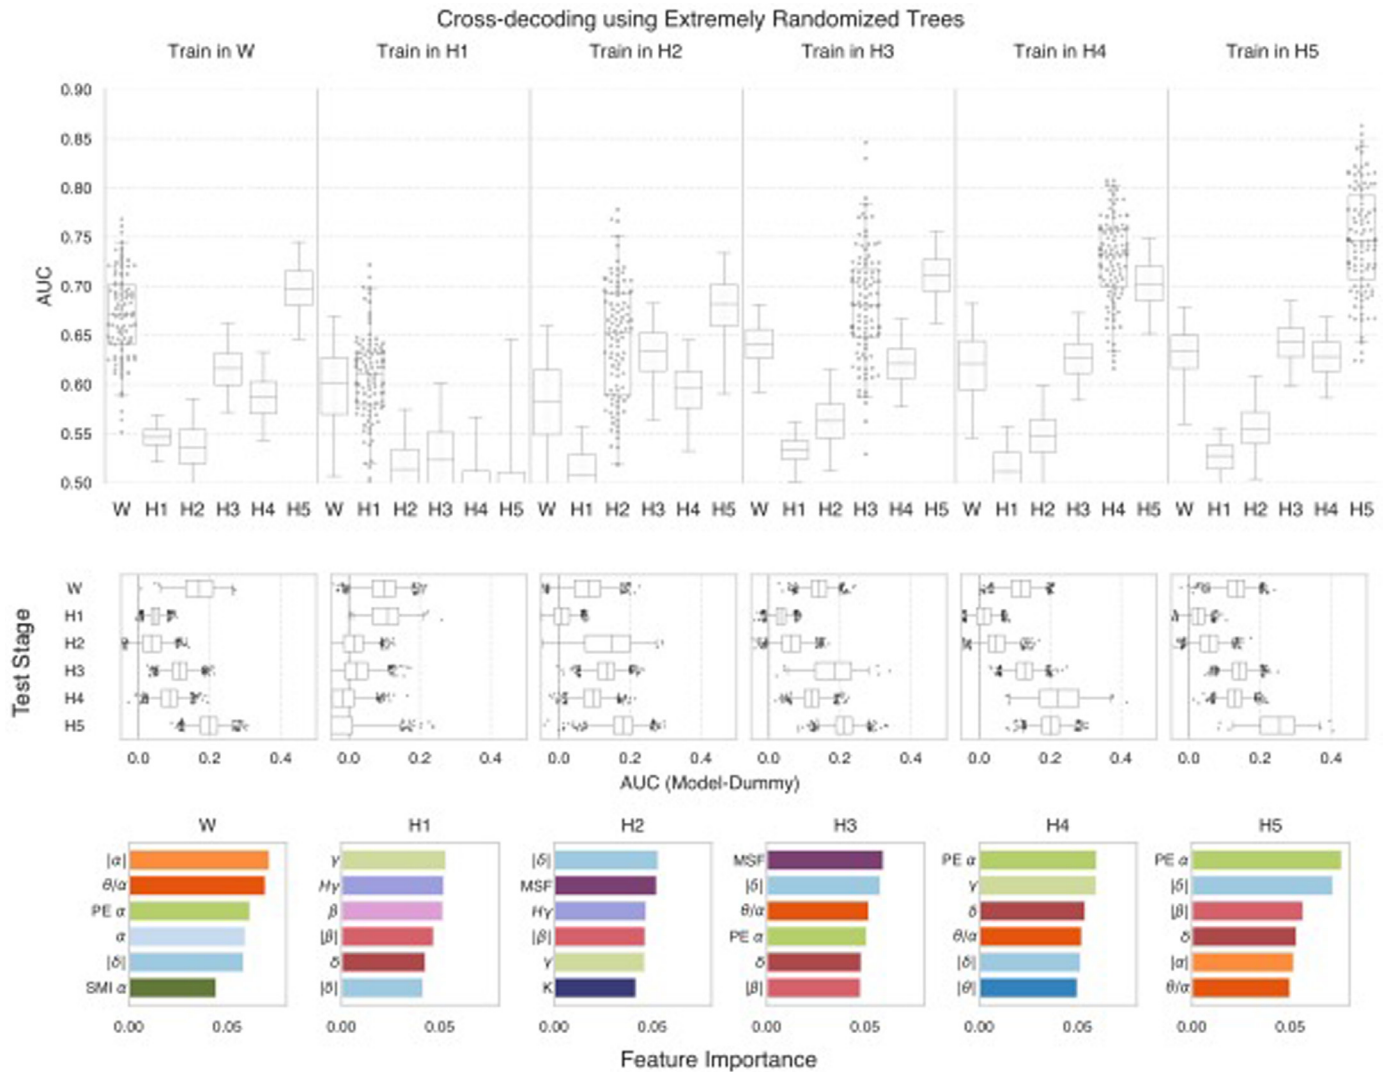 Cross-decoding using Extremely Randomized Trees
Train in W Train in H1 Train in H2 Train in H3 Train in H4 Train in H5
0.90
0.85
0.80
0.75
0.70
0.65
0.60
0.55
0.50
AUC
W H1 H2 H3 H4 H5 W H1 H2 H3 H4 H5 W H1 H2 H3 H4 H5 W H1 H2 H3 H4 H5 W H1 H2 H3 H4 H5 W H1 H2 H3 H4 H5
Test Stage
W
H1
H2
H3
H4
H5
0.0 0.2 0.4 0.0 0.2 0.4 0.0 0.2 0.4 0.0 0.2 0.4 0.0 0.2 0.4 0.0 0.2 0.4
AUC (Model-Dummy)
W H1 H2 H3 H4 H5
|α| γ |δ| MSF PE α PE α
θ/α Hγ MSF |δ| γ |δ|
PE α β Hγ θ/α δ |β|
α |β| |β| PE α θ/α δ
|δ| δ γ δ |δ| |α|
SMI α |δ| K |β| |θ| θ/α
0.00 0.05 0.00 0.05 0.00 0.05 0.00 0.05 0.00 0.05 0.00 0.05
Feature Importance